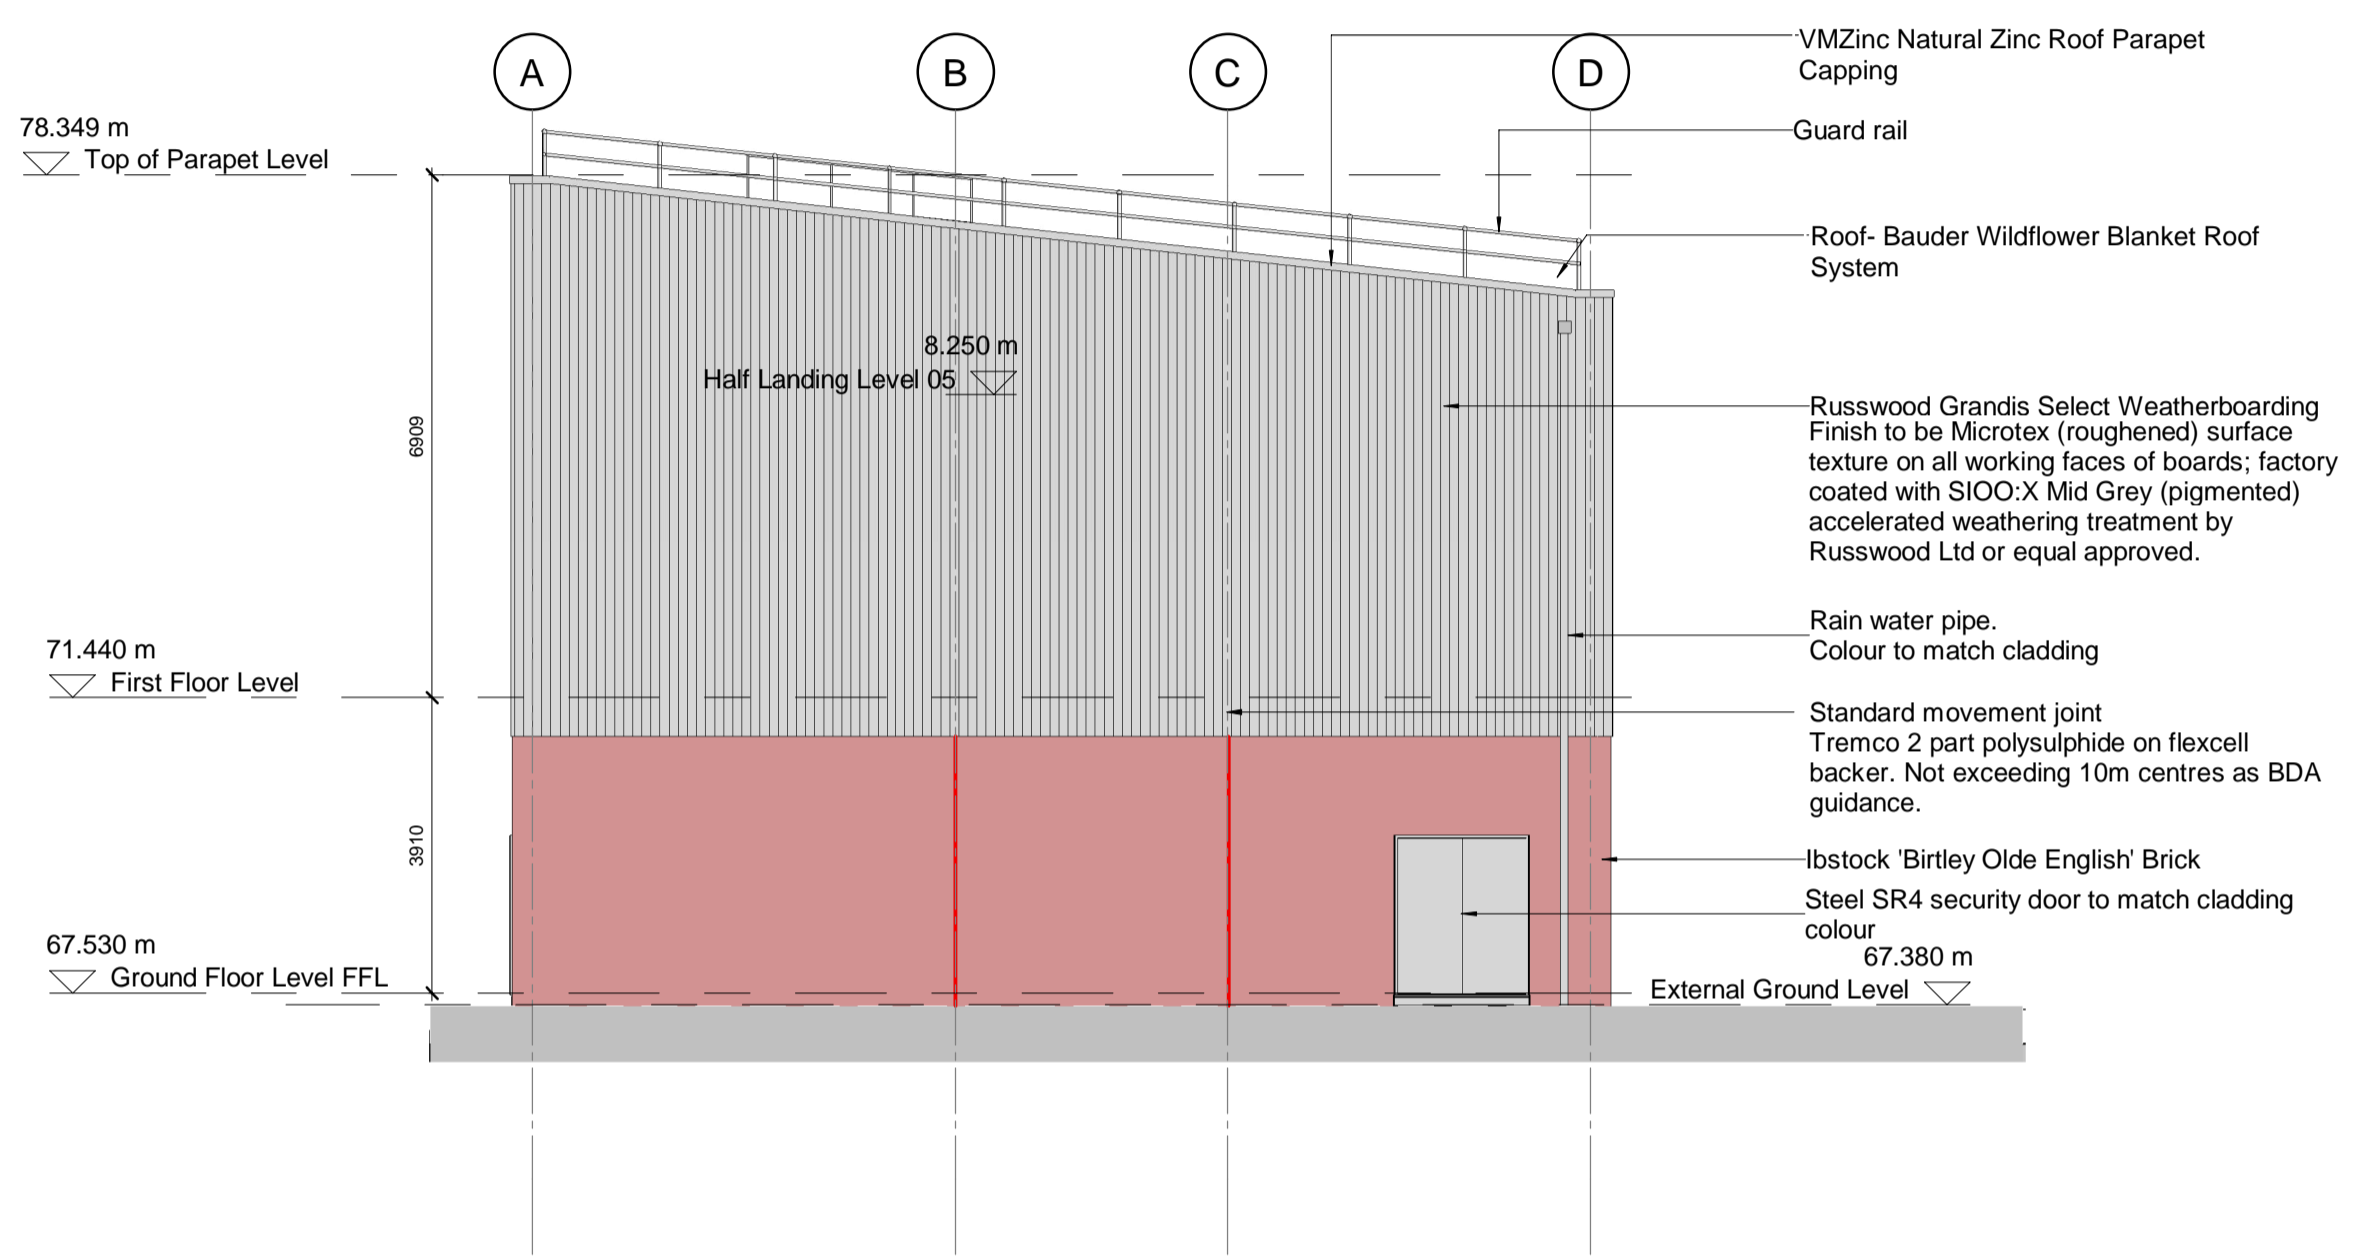 A
B
C
D
VMZinc Natural Zinc Roof Parapet
Capping
78.349 m
Top of Parapet Level
Guard rail
Roof- Bauder Wildflower Blanket Roof
System
8.250 m
Half Landing Level 05
6909
Russwood Grandis Select Weatherboarding
Finish to be Microtex (roughened) surface
texture on all working faces of boards; factory
coated with SIOO:X Mid Grey (pigmented)
accelerated weathering treatment by
Russwood Ltd or equal approved.
Rain water pipe.
Colour to match cladding
71.440 m
First Floor Level
Standard movement joint
Tremco 2 part polysulphide on flexcell
backer. Not exceeding 10m centres as BDA
guidance.
3910
Ibstock 'Birtley Olde English' Brick
Steel SR4 security door to match cladding
colour
67.530 m
Ground Floor Level FFL
67.380 m
External Ground Level